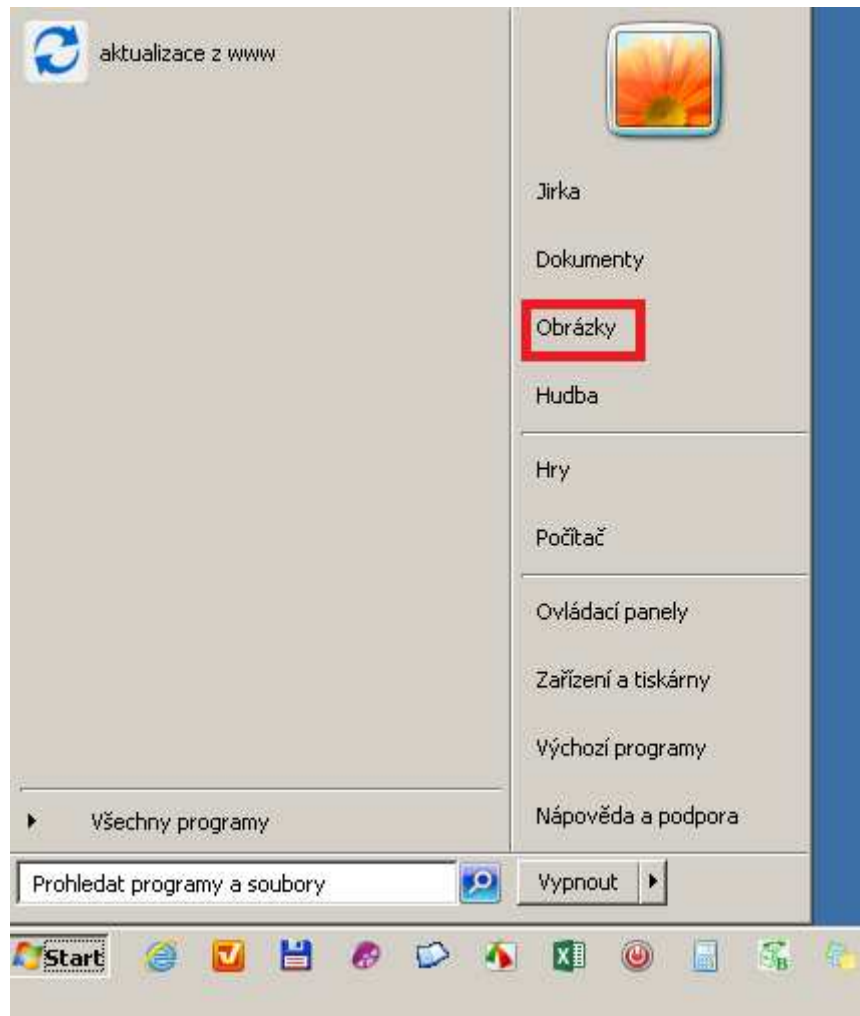 aktualizace z www
Jirka
Dokumenty
Obrázky
Hudba
Hry
Počítač
Ovládací panely
Zařízení a tiskárny
Výchozí programy
Nápověda a podpora
Všechny programy
Prohledat programy a soubory
Vypnout
Start